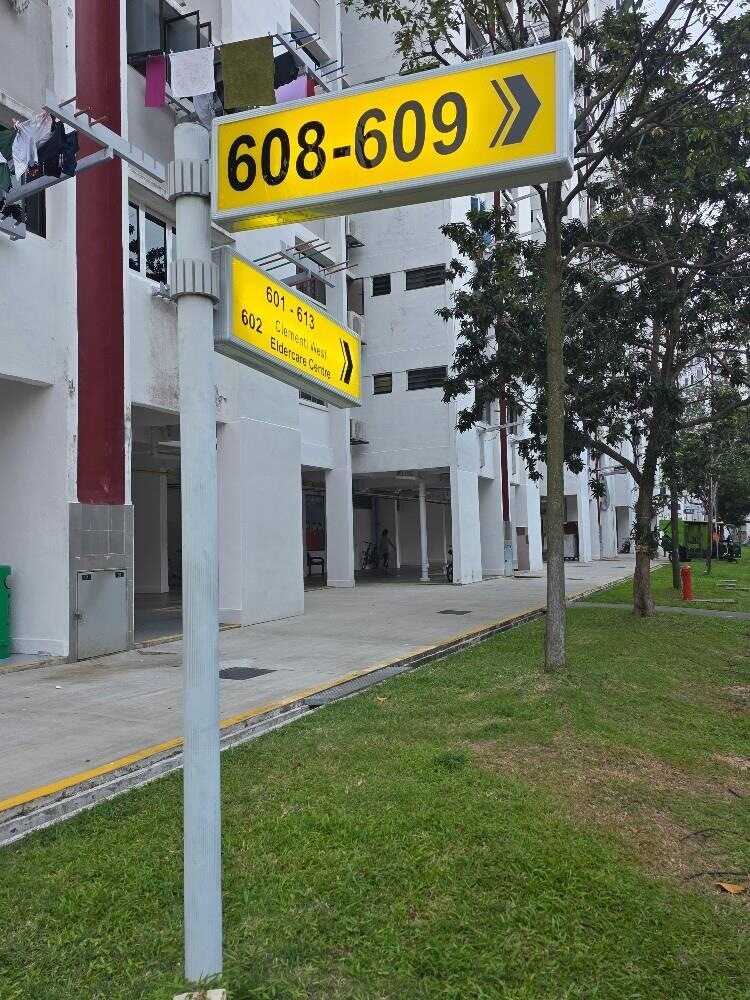 608-609
601 - 613
602 Clementi West
Eldercare Centre